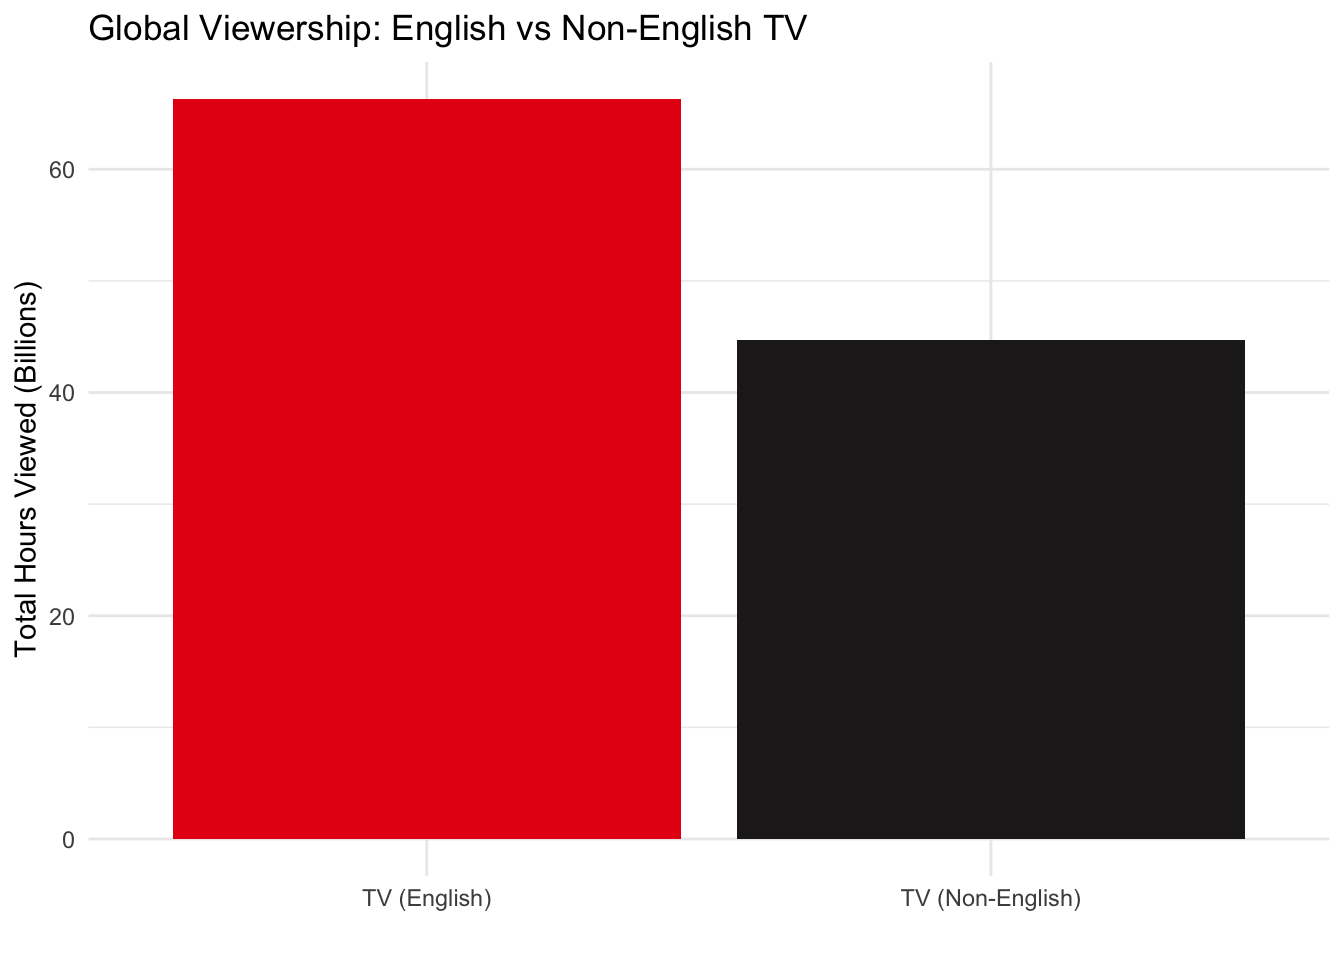 Global Viewership: English vs Non-English TV
Total Hours Viewed (Billions)
60
40
20
0
TV (English)
TV (Non-English)